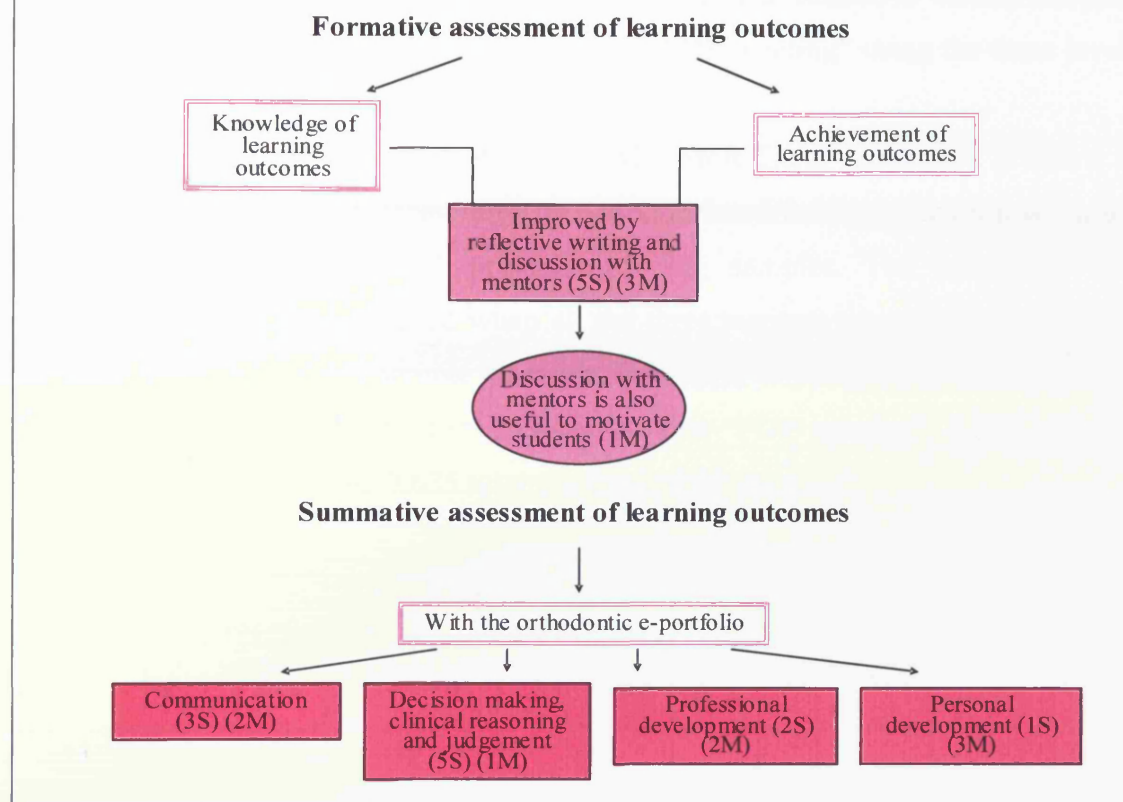 Formative assessment of learning outcomes
Knowledge of
learning
outcomes
Achievement of
learning outcomes
Improved by
reflective writing and
discussion with
mentors (5S) (3M)
Discussion with
mentors is also
useful to motivate
students (1M)
Summative assessment of learning outcomes
With the orthodontic e-portfolio
Communication
(3S) (2M)
Decision making,
clinical reasoning
and judgement
(5S) (1M)
Professional
development (2S)
(2M)
Personal
development (1S)
(3M)